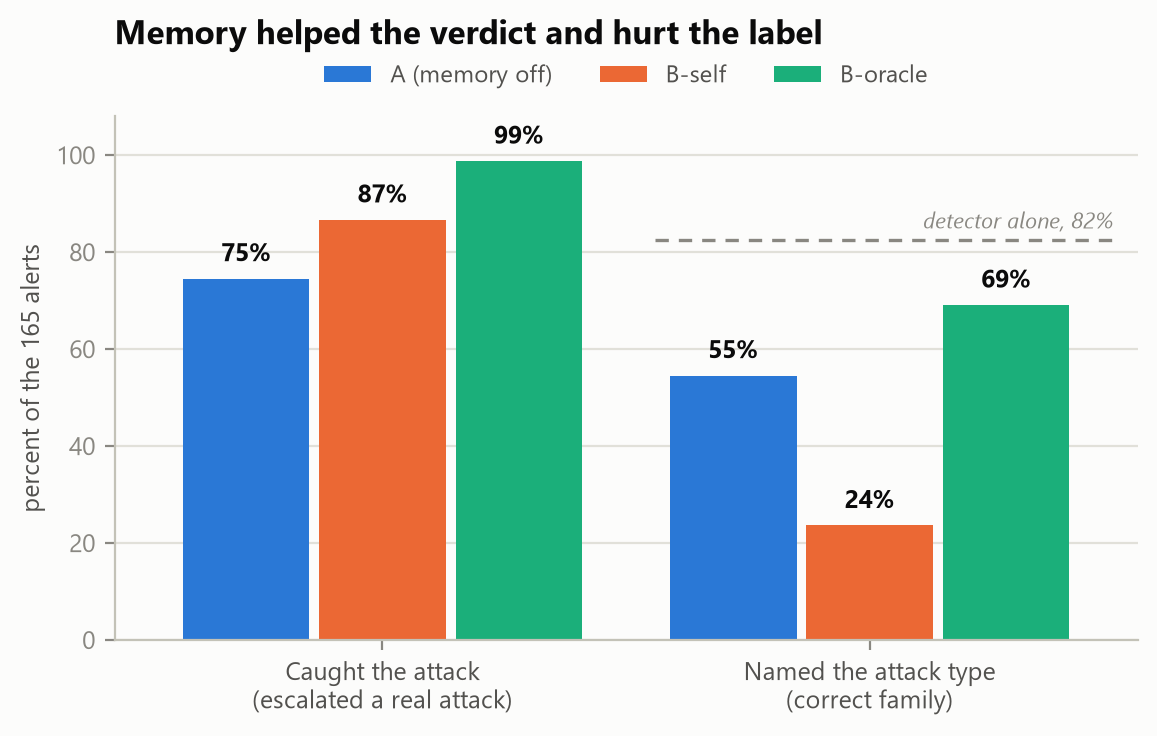 Memory helped the verdict and hurt the label
A (memory off) B-self B-oracle
percent of the 165 alerts
100
80
60
40
20
0
75%
87%
99%
55%
24%
69%
detector alone, 82%
Caught the attack
(escalated a real attack)
Named the attack type
(correct family)